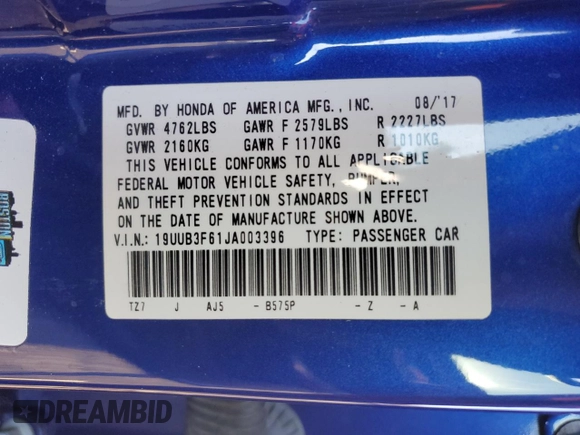 MFD. BY HONDA OF AMERICA MFG., INC. 08/'17
GVWR 4762LBS GAWR F 2579LBS R 2227LBS
GVWR 2160KG GAWR F 1170KG R 1010KG
THIS VEHICLE CONFORMS TO ALL APPLICABLE
FEDERAL MOTOR VEHICLE SAFETY, BUMPER,
AND THEFT PREVENTION STANDARDS IN EFFECT
ON THE DATE OF MANUFACTURE SHOWN ABOVE.
V.I.N.: 19UUB3F61JA003396 TYPE: PASSENGER CAR
TZ7 J AJ5 - B575P - Z - A
DREAMBID